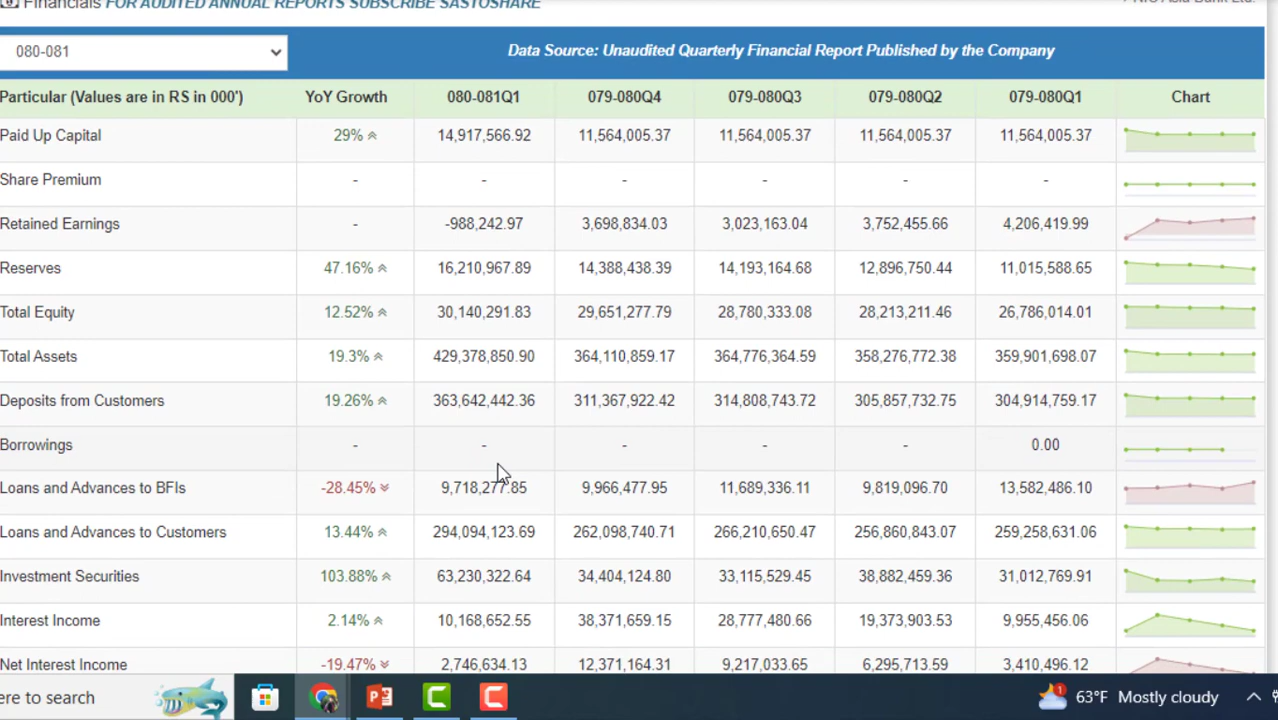 Financials FOR AUDITED ANNUAL REPORTS SUBSCRIBE SASTOSHARE
NIC Asia Bank Ltd.
080-081
Data Source: Unaudited Quarterly Financial Report Published by the Company
Particular (Values are in RS in 000') YoY Growth 080-081Q1 079-080Q4 079-080Q3 079-080Q2 079-080Q1 Chart
Paid Up Capital 29% 14,917,566.92 11,564,005.37 11,564,005.37 11,564,005.37 11,564,005.37
Share Premium - - - - - -
Retained Earnings - -988,242.97 3,698,834.03 3,023,163.04 3,752,455.66 4,206,419.99
Reserves 47.16% 16,210,967.89 14,388,438.39 14,193,164.68 12,896,750.44 11,015,588.65
Total Equity 12.52% 30,140,291.83 29,651,277.79 28,780,333.08 28,213,211.46 26,786,014.01
Total Assets 19.3% 429,378,850.90 364,110,859.17 364,776,364.59 358,276,772.38 359,901,698.07
Deposits from Customers 19.26% 363,642,442.36 311,367,922.42 314,808,743.72 305,857,732.75 304,914,759.17
Borrowings - - - - - 0.00
Loans and Advances to BFIs -28.45% 9,718,277.85 9,966,477.95 11,689,336.11 9,819,096.70 13,582,486.10
Loans and Advances to Customers 13.44% 294,094,123.69 262,098,740.71 266,210,650.47 256,860,843.07 259,258,631.06
Investment Securities 103.88% 63,230,322.64 34,404,124.80 33,115,529.45 38,882,459.36 31,012,769.91
Interest Income 2.14% 10,168,652.55 38,371,659.15 28,777,480.66 19,373,903.53 9,955,456.06
Net Interest Income -19.47% 2,746,634.13 12,371,164.31 9,217,033.65 6,295,713.59 3,410,496.12
ere to search
63°F Mostly cloudy